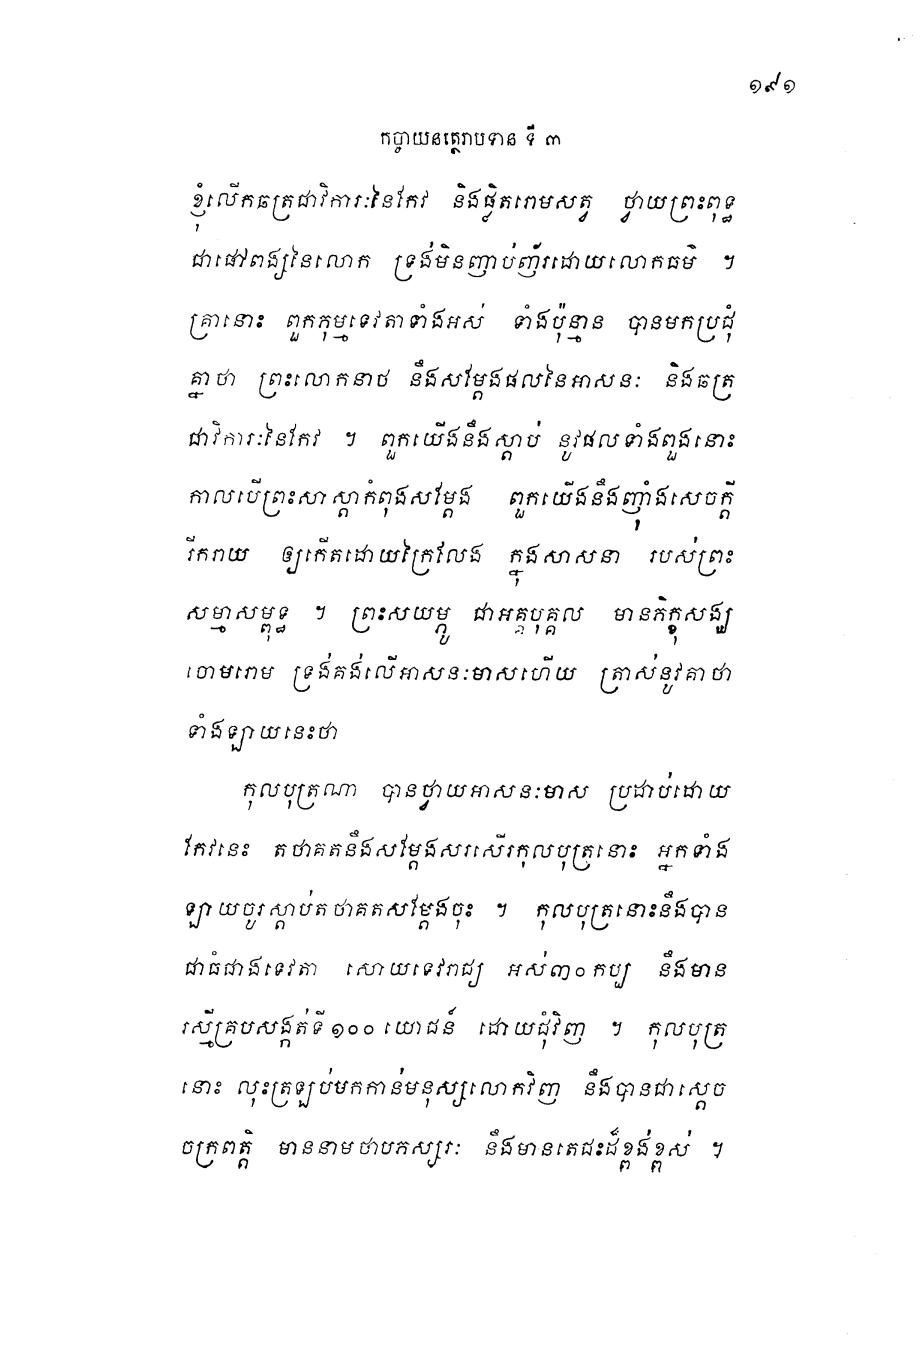 ១៩១
កច្ចាយនត្ថេរាបទាន ទី ៣
ខ្ញុំលើកឆត្រជាវិការៈនៃកែវ និងផ្លិតរោមសត្វ ថ្វាយព្រះពុទ្ធ
ជាផៅពង្សនៃលោក ទ្រង់មិនញាប់ញ័រដោយលោកធម៌ ។
គ្រានោះ ពួកកុម្មទេវតាទាំងអស់ ទាំងប៉ុន្មាន បានមកប្រជុំ
គ្នាថា ព្រះលោកនាថ នឹងសម្ដែងផលនៃអាសនៈ និងឆត្រ
ជាវិការៈនៃកែវ ។ ពួកយើងនឹងស្ដាប់ នូវផលទាំងពួងនោះ
កាលបើព្រះសាស្ដាកំពុងសម្ដែង ពួកយើងនឹងញ៉ាំងសេចក្ដី
រីករាយ ឲ្យកើតដោយក្រៃលែង ក្នុងសាសនា របស់ព្រះ
សម្មាសម្ពុទ្ធ ។ ព្រះសយម្ភូ ជាអគ្គបុគ្គល មានភិក្ខុសង្ឃ
ចោមរោម ទ្រង់គង់លើអាសនៈមាសហើយ ត្រាស់នូវគាថា
ទាំងឡាយនេះថា
កុលបុត្រណា បានថ្វាយអាសនៈមាស ប្រដាប់ដោយ
កែវនេះ តថាគតនឹងសម្ដែងសរសើរកុលបុត្រនោះ អ្នកទាំង
ឡាយចូរស្ដាប់តថាគតសម្ដែងចុះ ។ កុលបុត្រនោះនឹងបាន
ជាធំជាងទេវតា សោយទេវរាជ្យ អស់៣០កប្ប នឹងមាន
រស្មីគ្របសង្កត់ទី១០០យោជន៍ ដោយជុំវិញ ។ កុលបុត្រ
នោះ លុះត្រឡប់មកកាន់មនុស្សលោកវិញ នឹងបានជាស្ដេច
ចក្រពត្តិ មាននាមថាបភស្សរៈ នឹងមានតេជះដ៏ខ្ពង់ខ្ពស់ ។